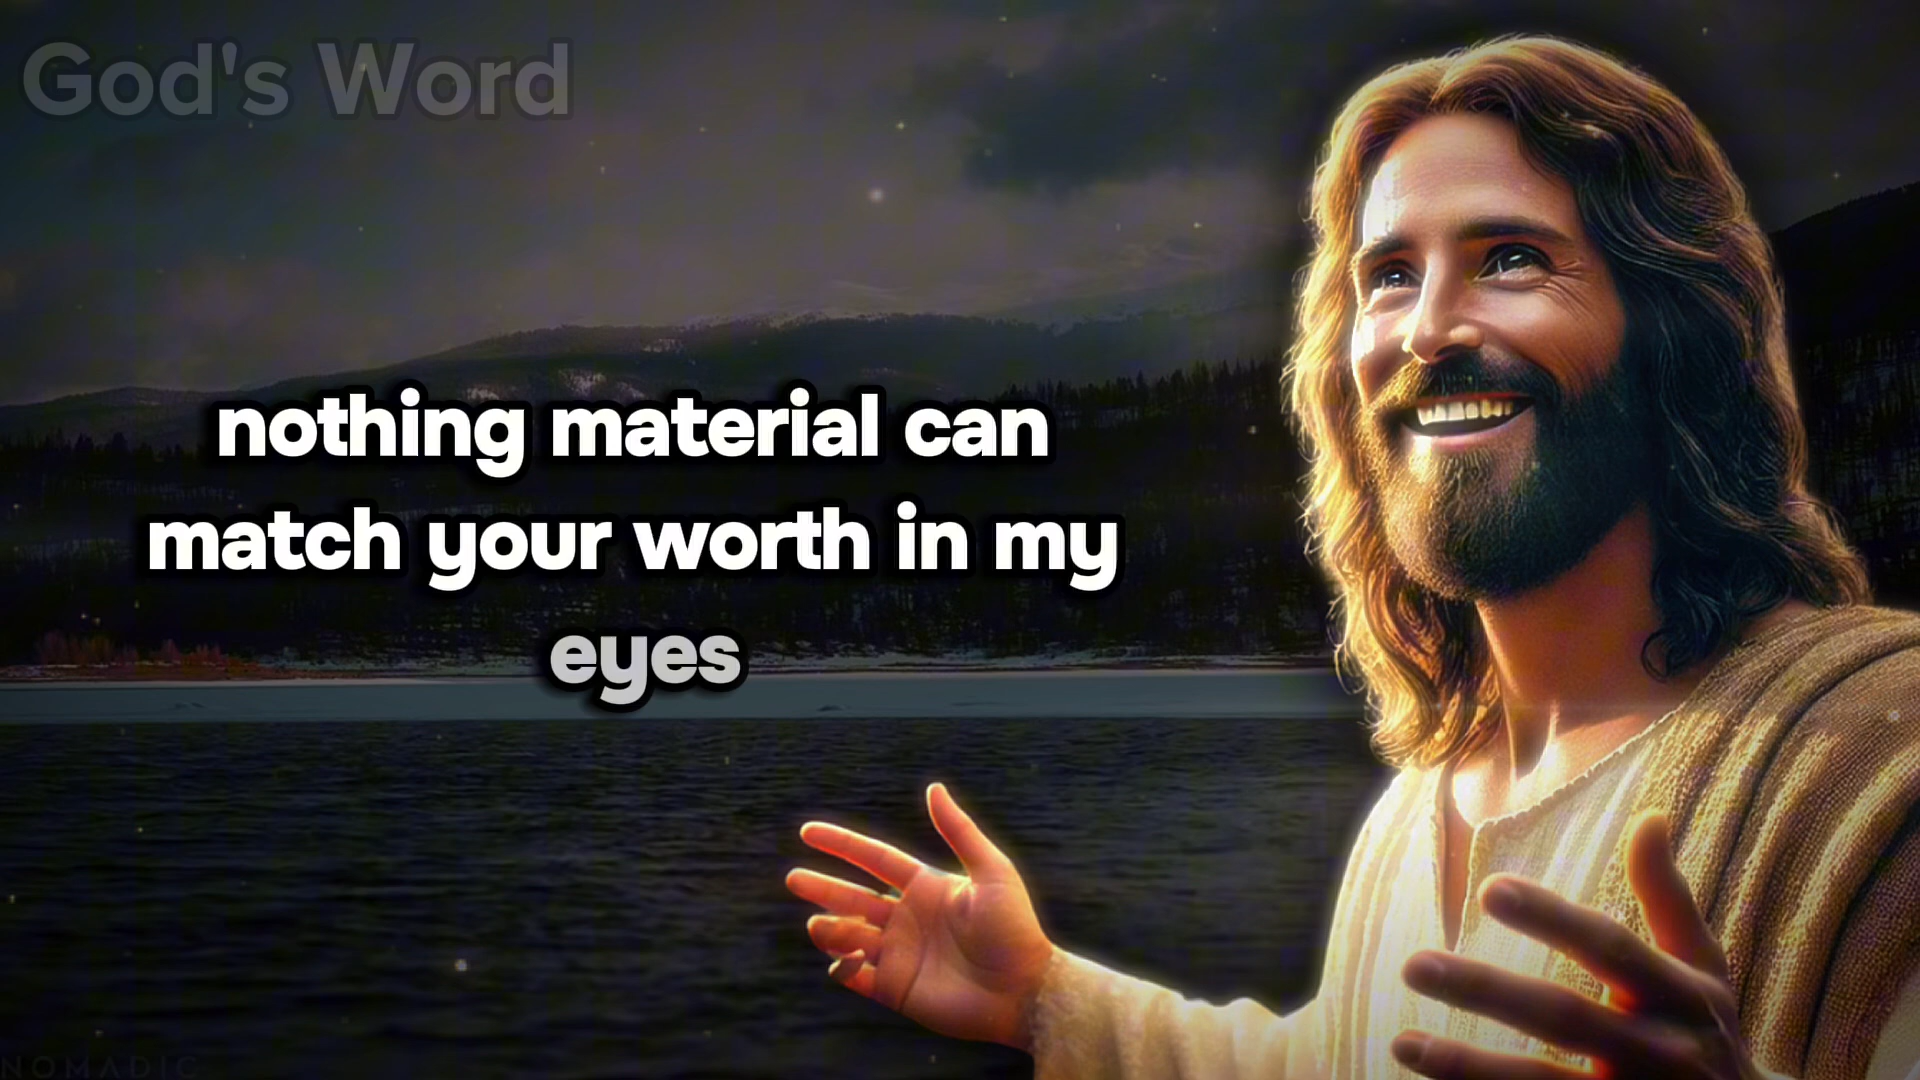 God's Word
nothing material can
match your worth in my
eyes
NOMADIC